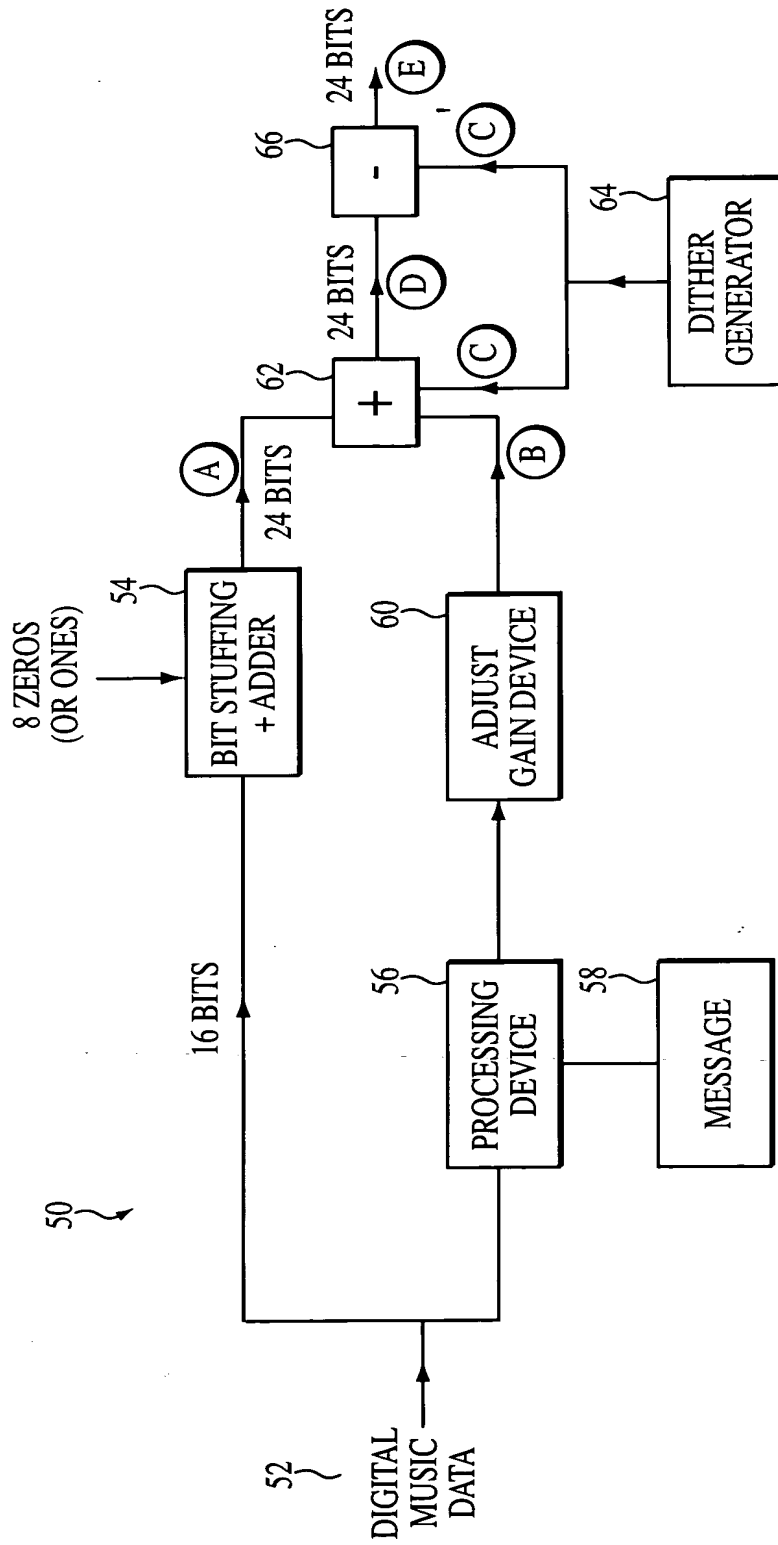 50
52
DIGITAL
MUSIC
DATA
16 BITS
8 ZEROS
(OR ONES)
54
BIT STUFFING
+ ADDER
A
24 BITS
56
PROCESSING
DEVICE
58
MESSAGE
60
ADJUST
GAIN DEVICE
B
62
+
C
24 BITS
D
66
-
C
24 BITS
E
64
DITHER
GENERATOR